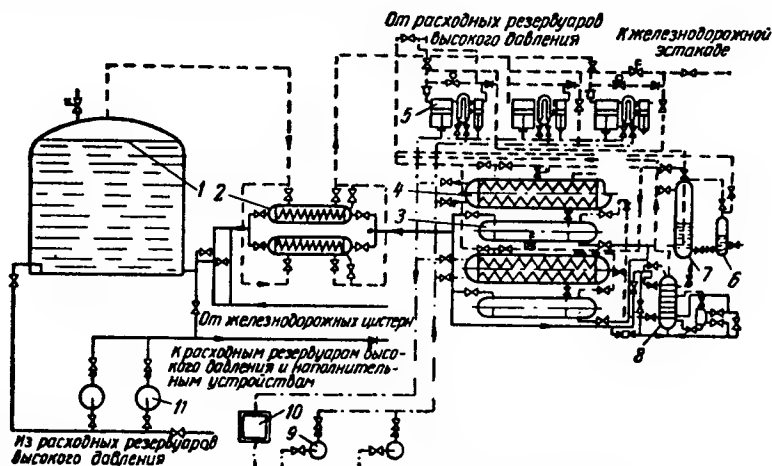 От расходных резервуаров
высокого давления
К железнодорожной
эстакаде
1
2
5
4
3
7
6
8
От железнодорожных цистерн
К расходным резервуарам высо-
кого давления и наполнитель-
ным устройствам
11
10
9
Из расходных резервуаров
высокого давления